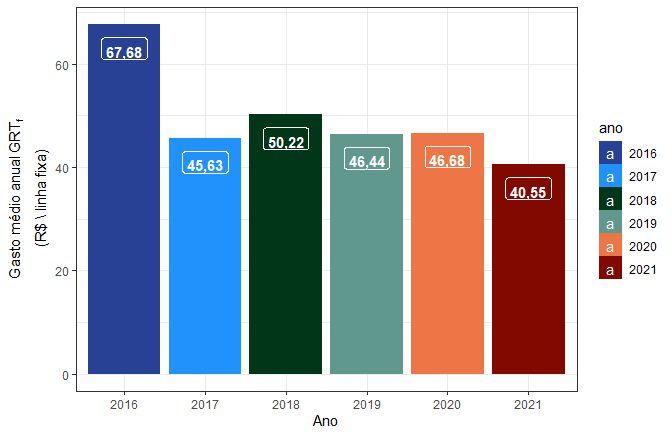 Gasto médio anual GRTf
(R$ \ linha fixa)
60
40
20
0
67,68
45,63
50,22
46,44
46,68
40,55
2016
2017
2018
2019
2020
2021
Ano
ano
a 2016
a 2017
a 2018
a 2019
a 2020
a 2021